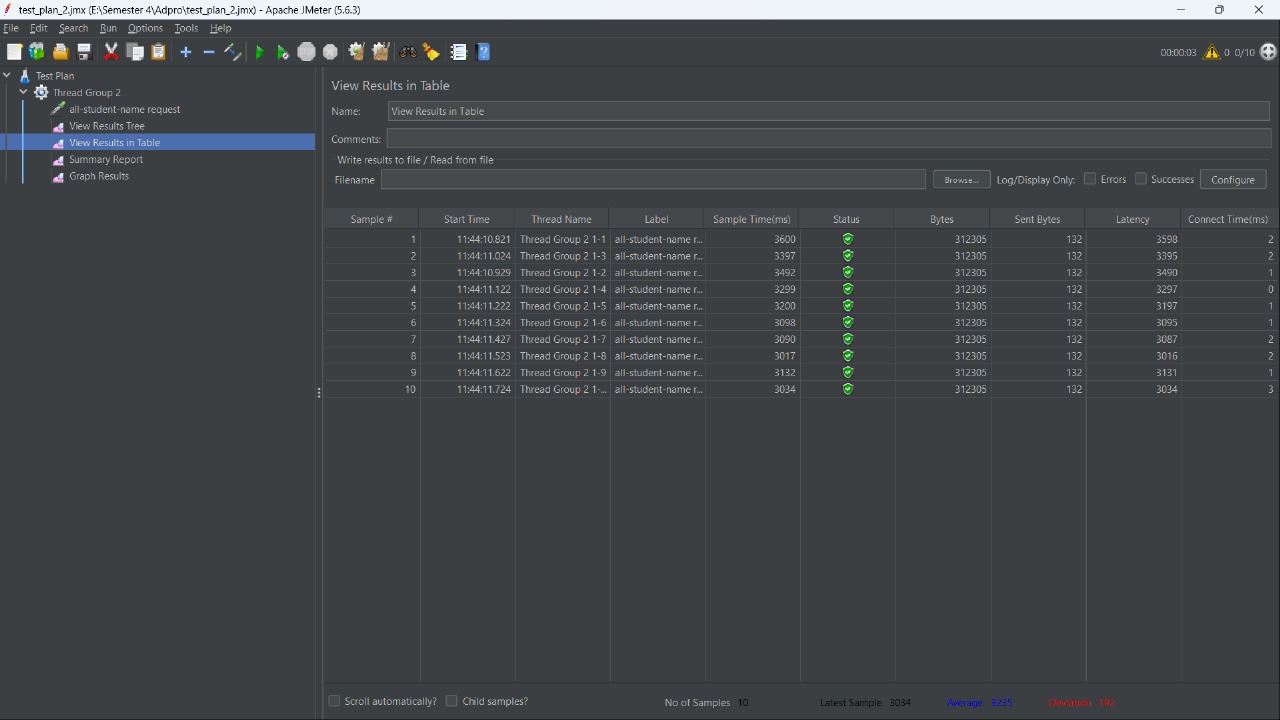 test_plan_2.jmx (E:\Semester 4\Adpro\test_plan_2.jmx) - Apache JMeter (5.6.3)
File Edit Search Run Options Tools Help
00:00:03 0 0/10
Test Plan
Thread Group 2
all-student-name request
View Results Tree
View Results in Table
Summary Report
Graph Results
View Results in Table
Name: View Results in Table
Comments:
Write results to file / Read from file
Filename Browse... Log/Display Only: Errors Successes Configure
Sample # Start Time Thread Name Label Sample Time(ms) Status Bytes Sent Bytes Latency Connect Time(ms)
1 11:44:10.821 Thread Group 2 1-1 all-student-name r... 3600 312305 132 3598 2
2 11:44:11.024 Thread Group 2 1-3 all-student-name r... 3397 312305 132 3395 2
3 11:44:10.929 Thread Group 2 1-2 all-student-name r... 3492 312305 132 3490 1
4 11:44:11.122 Thread Group 2 1-4 all-student-name r... 3299 312305 132 3297 0
5 11:44:11.222 Thread Group 2 1-5 all-student-name r... 3200 312305 132 3197 1
6 11:44:11.324 Thread Group 2 1-6 all-student-name r... 3098 312305 132 3095 1
7 11:44:11.427 Thread Group 2 1-7 all-student-name r... 3090 312305 132 3087 2
8 11:44:11.523 Thread Group 2 1-8 all-student-name r... 3017 312305 132 3016 2
9 11:44:11.622 Thread Group 2 1-9 all-student-name r... 3132 312305 132 3131 1
10 11:44:11.724 Thread Group 2 1-... all-student-name r... 3034 312305 132 3034 3
Scroll automatically? Child samples? No of Samples 10 Latest Sample 3034 Average 3235 Deviation 192